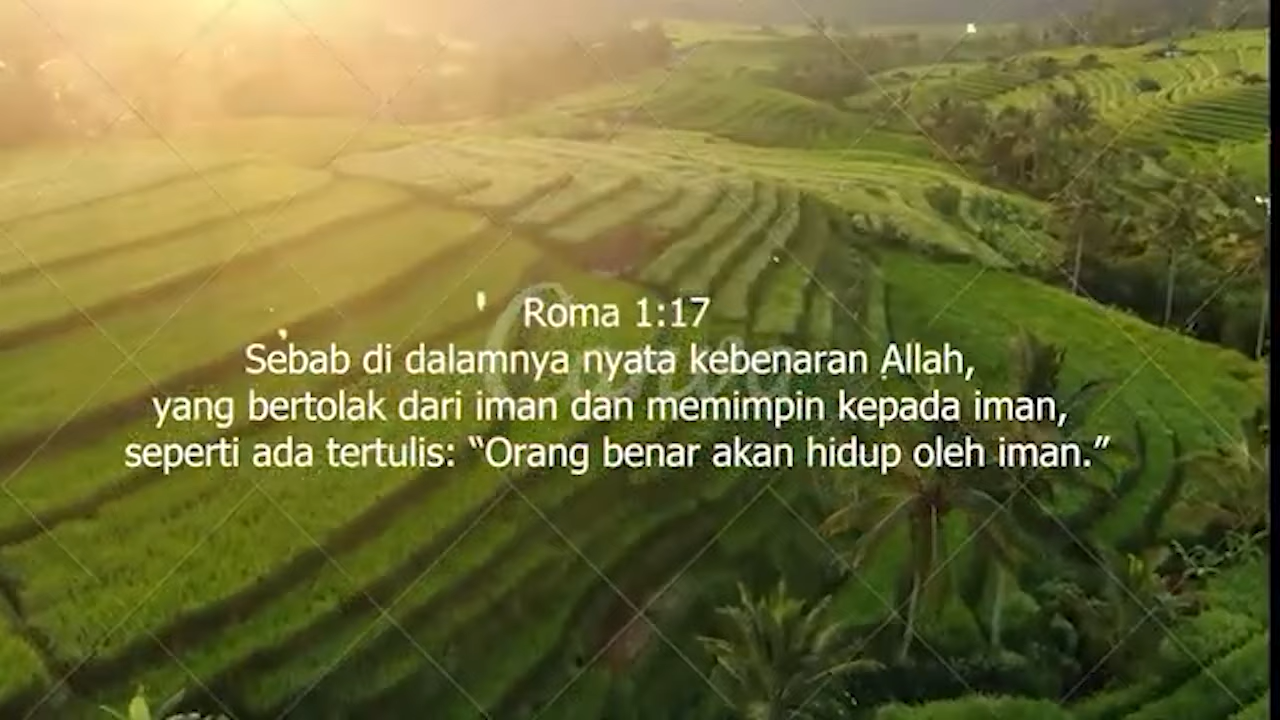 Roma 1:17
Sebab di dalamnya nyata kebenaran Allah,
yang bertolak dari iman dan memimpin kepada iman,
seperti ada tertulis: “Orang benar akan hidup oleh iman.”
Canva